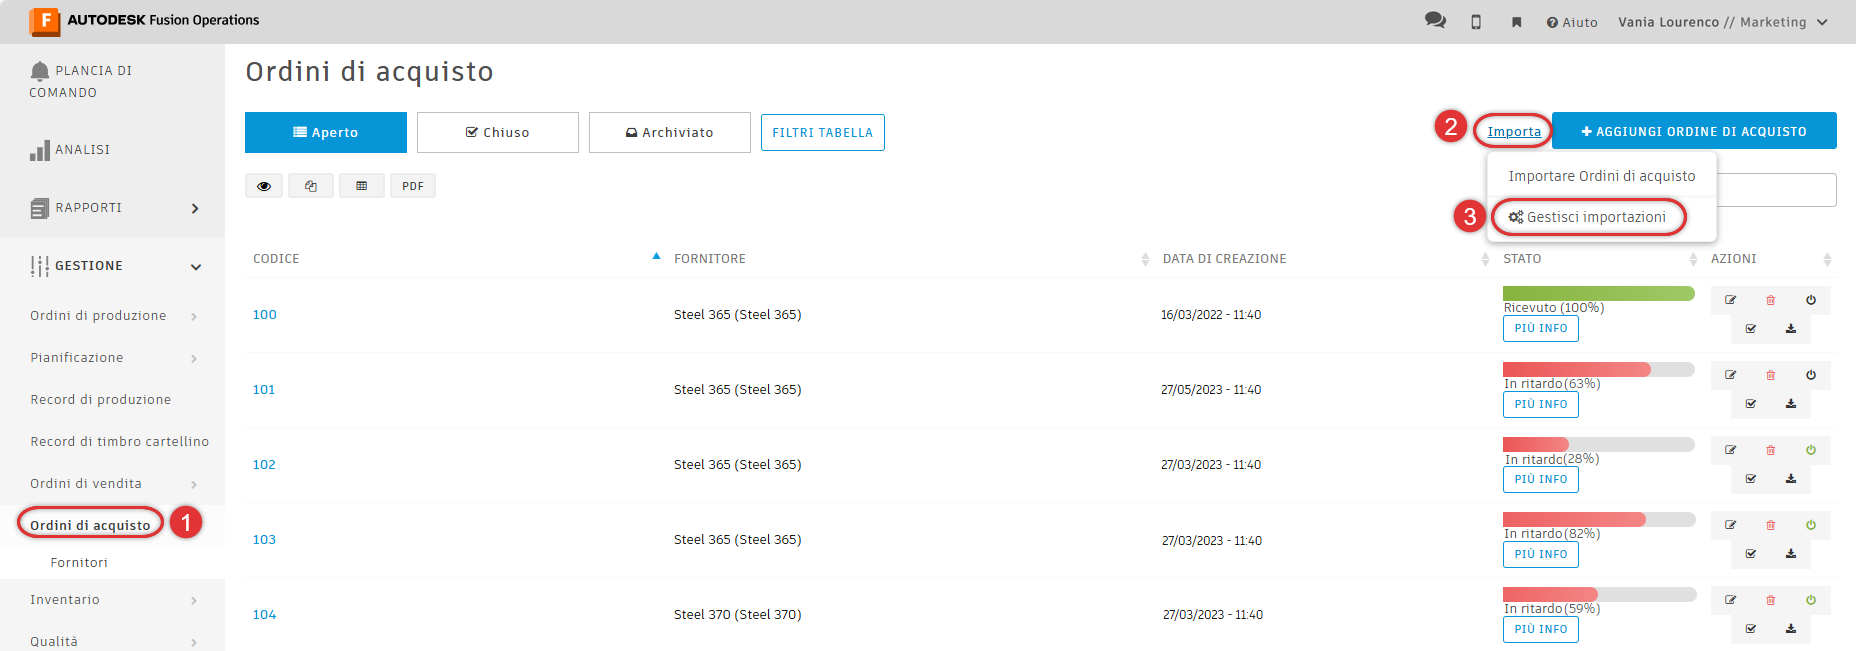 F AUTODESK Fusion Operations
Aiuto
Vania Lourenco // Marketing
PLANCIA DI
COMANDO
ANALISI
RAPPORTI
GESTIONE
Ordini di produzione
Pianificazione
Record di produzione
Record di timbro cartellino
Ordini di vendita
Ordini di acquisto
1
Fornitori
Inventario
Qualità
Ordini di acquisto
Aperto
Chiuso
Archiviato
FILTRI TABELLA
2
Importa
AGGIUNGI ORDINE DI ACQUISTO
Importare Ordini di acquisto
3
Gestisci importazioni
PDF
CODICE FORNITORE DATA DI CREAZIONE STATO AZIONI
100 Steel 365 (Steel 365) 16/03/2022 - 11:40
Ricevuto (100%)
PIÙ INFO
101 Steel 365 (Steel 365) 27/05/2023 - 11:40
In ritardo(63%)
PIÙ INFO
102 Steel 365 (Steel 365) 27/03/2023 - 11:40
In ritardo(28%)
PIÙ INFO
103 Steel 365 (Steel 365) 27/03/2023 - 11:40
In ritardo(82%)
PIÙ INFO
104 Steel 370 (Steel 370) 27/03/2023 - 11:40
In ritardo(59%)
PIÙ INFO